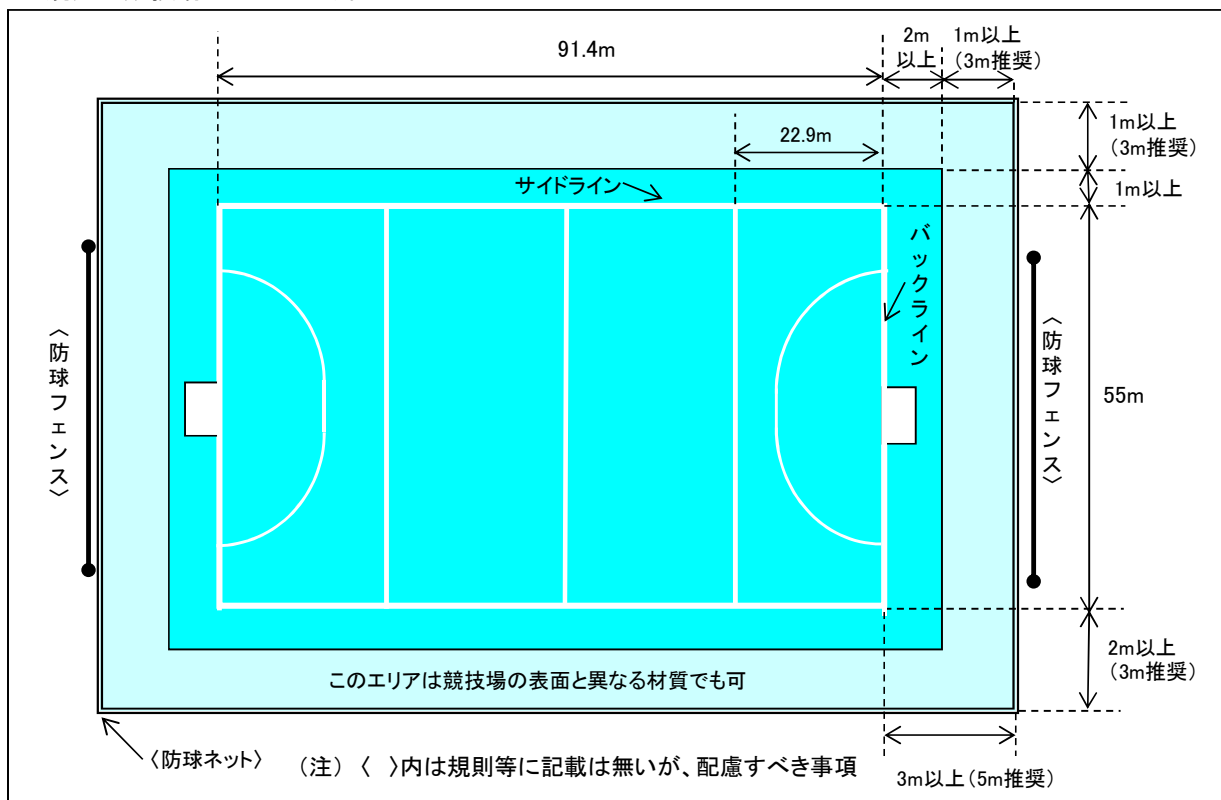 91.4m
2m
以上
1m以上
(3m推奨)
1m以上
(3m推奨)
22.9m
サイドライン
1m以上
バックライン
〈防球フェンス〉
〈防球フェンス〉
55m
2m以上
(3m推奨)
このエリアは競技場の表面と異なる材質でも可
〈防球ネット〉
(注) 〈 〉内は規則等に記載は無いが、配慮すべき事項
3m以上(5m推奨)